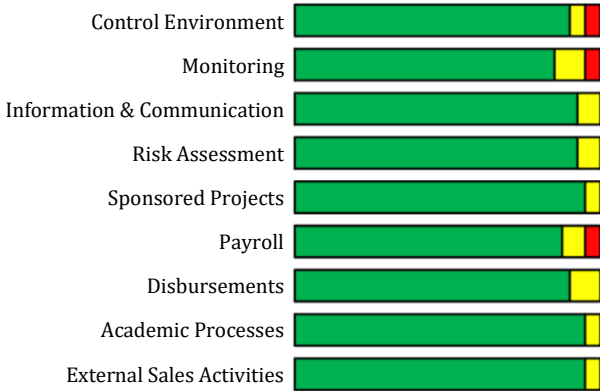 Control Environment
Monitoring
Information & Communication
Risk Assessment
Sponsored Projects
Payroll
Disbursements
Academic Processes
External Sales Activities